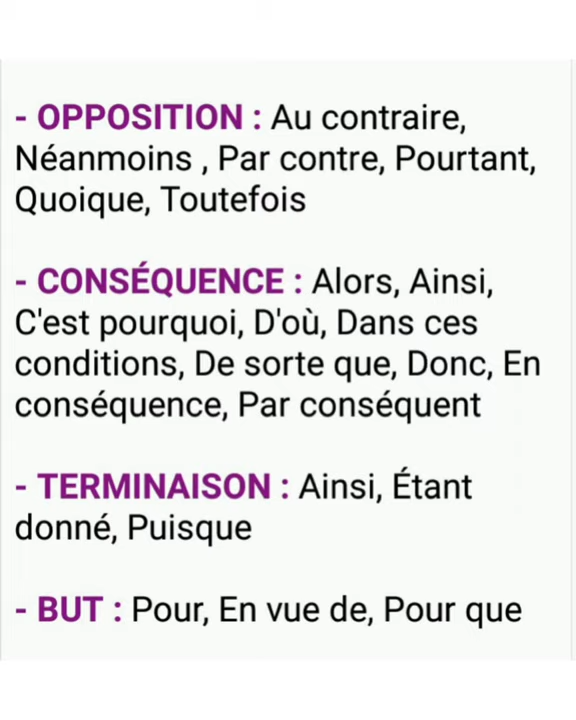 - OPPOSITION : Au contraire,
Néanmoins , Par contre, Pourtant,
Quoique, Toutefois
- CONSÉQUENCE : Alors, Ainsi,
C'est pourquoi, D'où, Dans ces
conditions, De sorte que, Donc, En
conséquence, Par conséquent
- TERMINAISON : Ainsi, Étant
donné, Puisque
- BUT : Pour, En vue de, Pour que